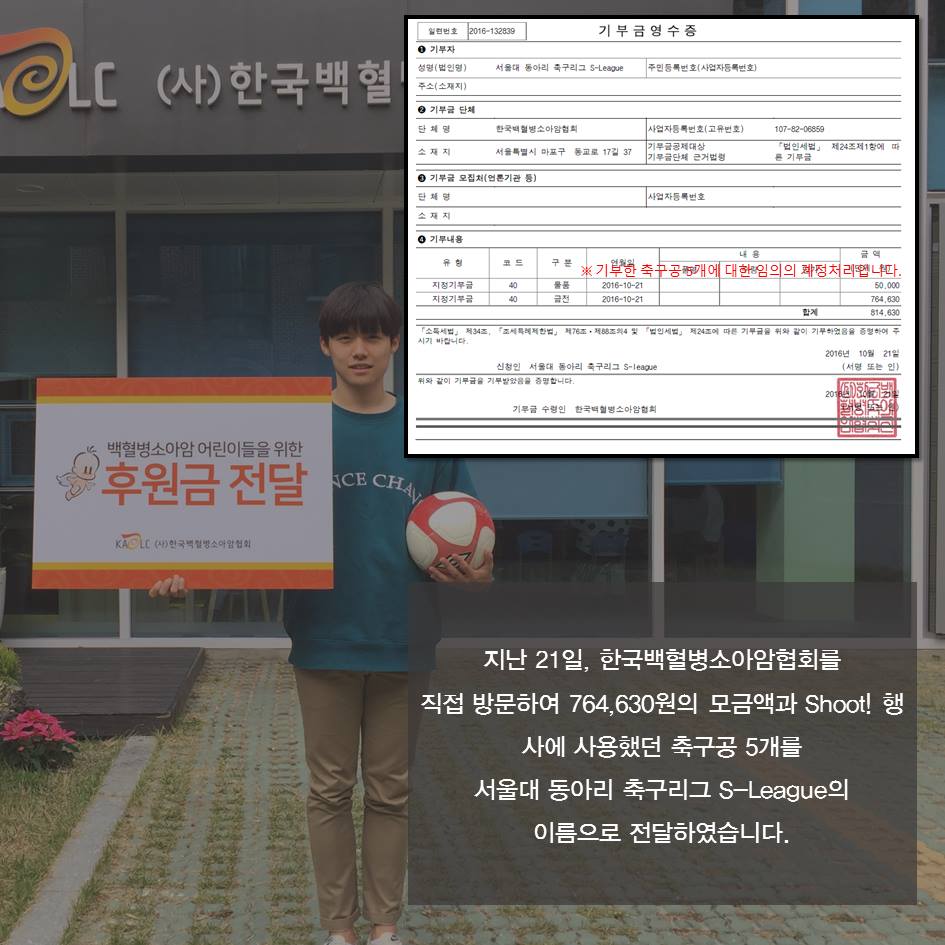 KAOLC (사)한국백혈
일련번호 2016-132839 기 부 금 영 수 증
❶ 기부자
성명(법인명) 서울대 동아리 축구리그 S-League 주민등록번호(사업자등록번호)
주소(소재지)
❷ 기부금 단체
단 체 명 한국백혈병소아암협회 사업자등록번호(고유번호) 107-82-06859
소 재 지 서울특별시 마포구 동교로 17길 37 기부금공제대상 기부금단체 근거법령 「법인세법」 제24조제1항에 따른 기부금
❸ 기부금 모집처(언론기관 등)
단 체 명 사업자등록번호
소 재 지
❹ 기부내용
유 형 코 드 구 분 연월일 내 용 금 액
※ 기부한 축구공5개에 대한 임의의 재정처리입니다.
지정기부금 40 물품 2016-10-21 50,000
지정기부금 40 금전 2016-10-21 764,630
합계 814,630
「소득세법」 제34조, 「조세특례제한법」 제76조·제88조의4 및 「법인세법」 제24조에 따른 기부금을 위와 같이 기부하였음을 증명하여 주
시기 바랍니다.
2016년 10월 21일
신청인 서울대 동아리 축구리그 S-league (서명 또는 인)
위와 같이 기부금을 기부받았음을 증명합니다.
2016년 10월 21일
기부금 수령인 한국백혈병소아암협회
백혈병소아암 어린이들을 위한
후원금 전달
KAOLC (사)한국백혈병소아암협회
NCE CHAN
지난 21일, 한국백혈병소아암협회를
직접 방문하여 764,630원의 모금액과 Shoot! 행
사에 사용했던 축구공 5개를
서울대 동아리 축구리그 S-League의
이름으로 전달하였습니다.